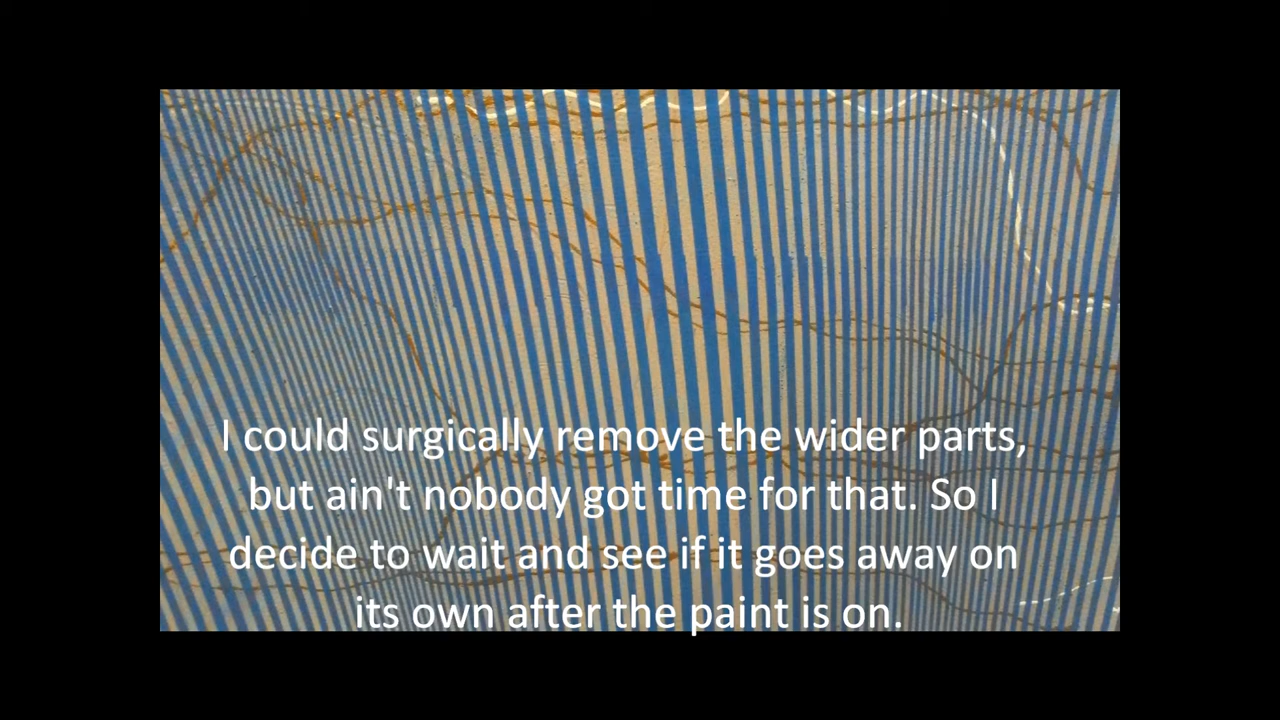 I could surgically remove the wider parts,
but ain't nobody got time for that. So I
decide to wait and see if it goes away on
its own after the paint is on.